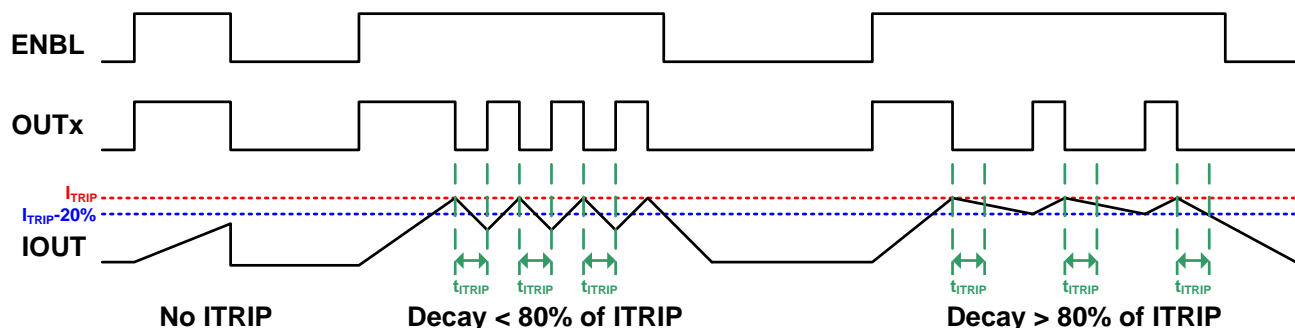 ENBL
OUTx
ITRIP
ITRIP-20%
IOUT
tITRIP tITRIP tITRIP tITRIP tITRIP tITRIP
No ITRIP Decay < 80% of ITRIP Decay > 80% of ITRIP